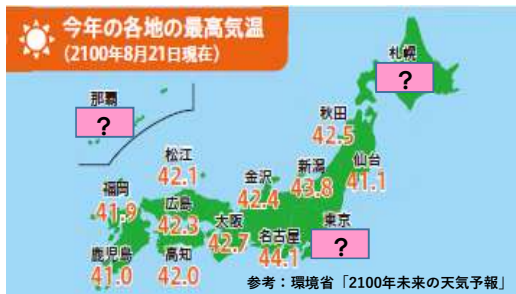 今年の各地の最高気温
(2100年8月21日現在)
札幌
?
那覇
?
秋田
42.5
松江
42.1
金沢
42.4
新潟
43.8
仙台
41.1
福岡
41.9
広島
42.3
大阪
42.7
名古屋
44.1
東京
?
鹿児島
41.0
高知
42.0
参考：環境省「2100年未来の天気予報」